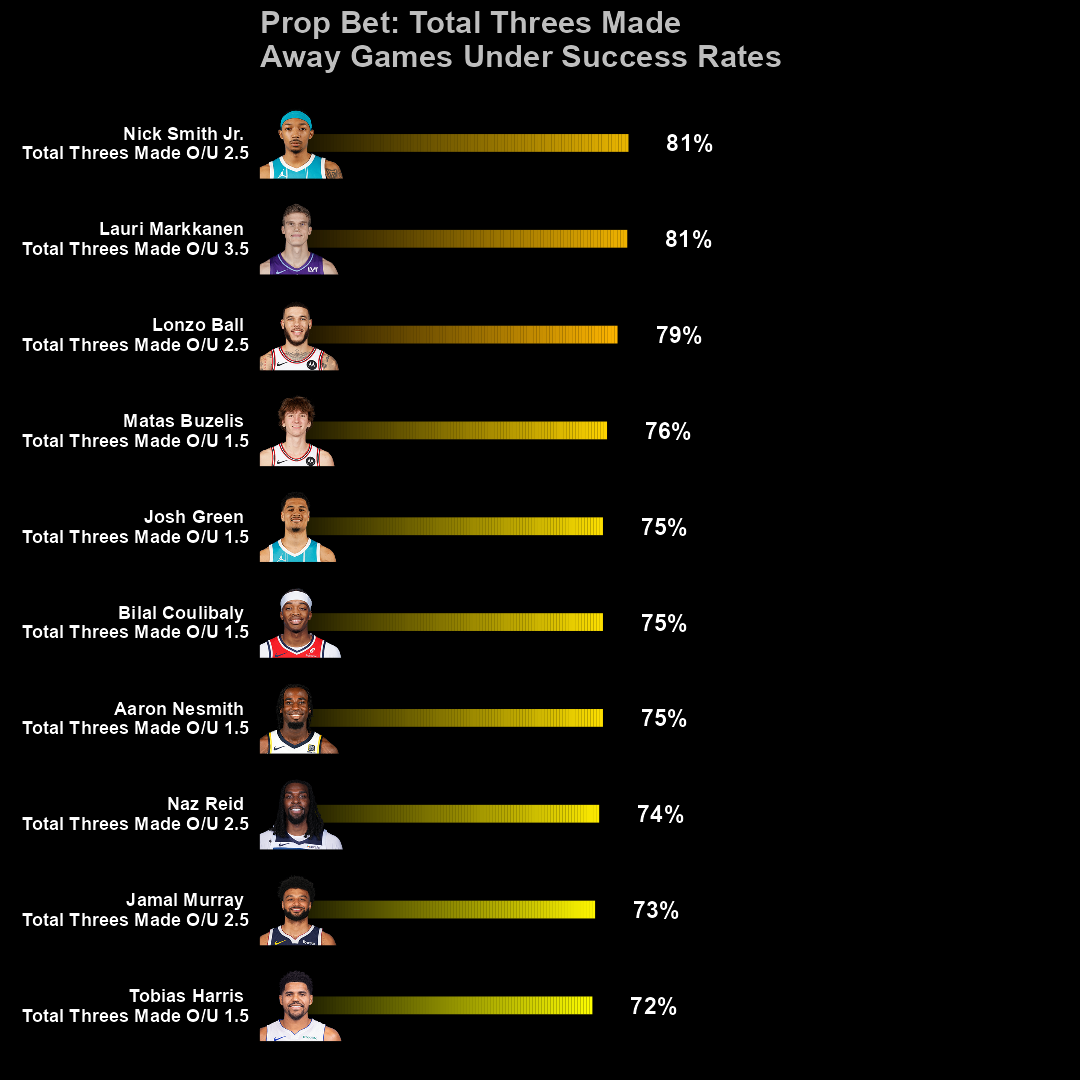 Prop Bet: Total Threes Made
Away Games Under Success Rates
Nick Smith Jr.
Total Threes Made O/U 2.5
81%
Lauri Markkanen
Total Threes Made O/U 3.5
81%
Lonzo Ball
Total Threes Made O/U 2.5
79%
Matas Buzelis
Total Threes Made O/U 1.5
76%
Josh Green
Total Threes Made O/U 1.5
75%
Bilal Coulibaly
Total Threes Made O/U 1.5
75%
Aaron Nesmith
Total Threes Made O/U 1.5
75%
Naz Reid
Total Threes Made O/U 2.5
74%
Jamal Murray
Total Threes Made O/U 2.5
73%
Tobias Harris
Total Threes Made O/U 1.5
72%